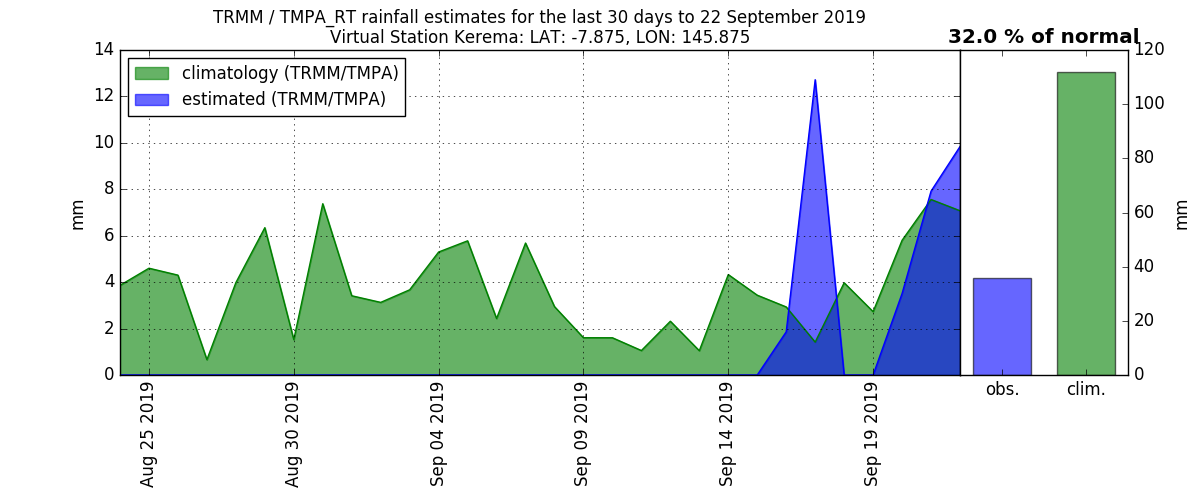 TRMM / TMPA_RT rainfall estimates for the last 30 days to 22 September 2019
Virtual Station Kerema: LAT: -7.875, LON: 145.875
32.0 % of normal
climatology (TRMM/TMPA)
estimated (TRMM/TMPA)
14
12
10
8
6
4
2
0
mm
Aug 25 2019
Aug 30 2019
Sep 04 2019
Sep 09 2019
Sep 14 2019
Sep 19 2019
obs.
clim.
120
100
80
60
40
20
0
mm